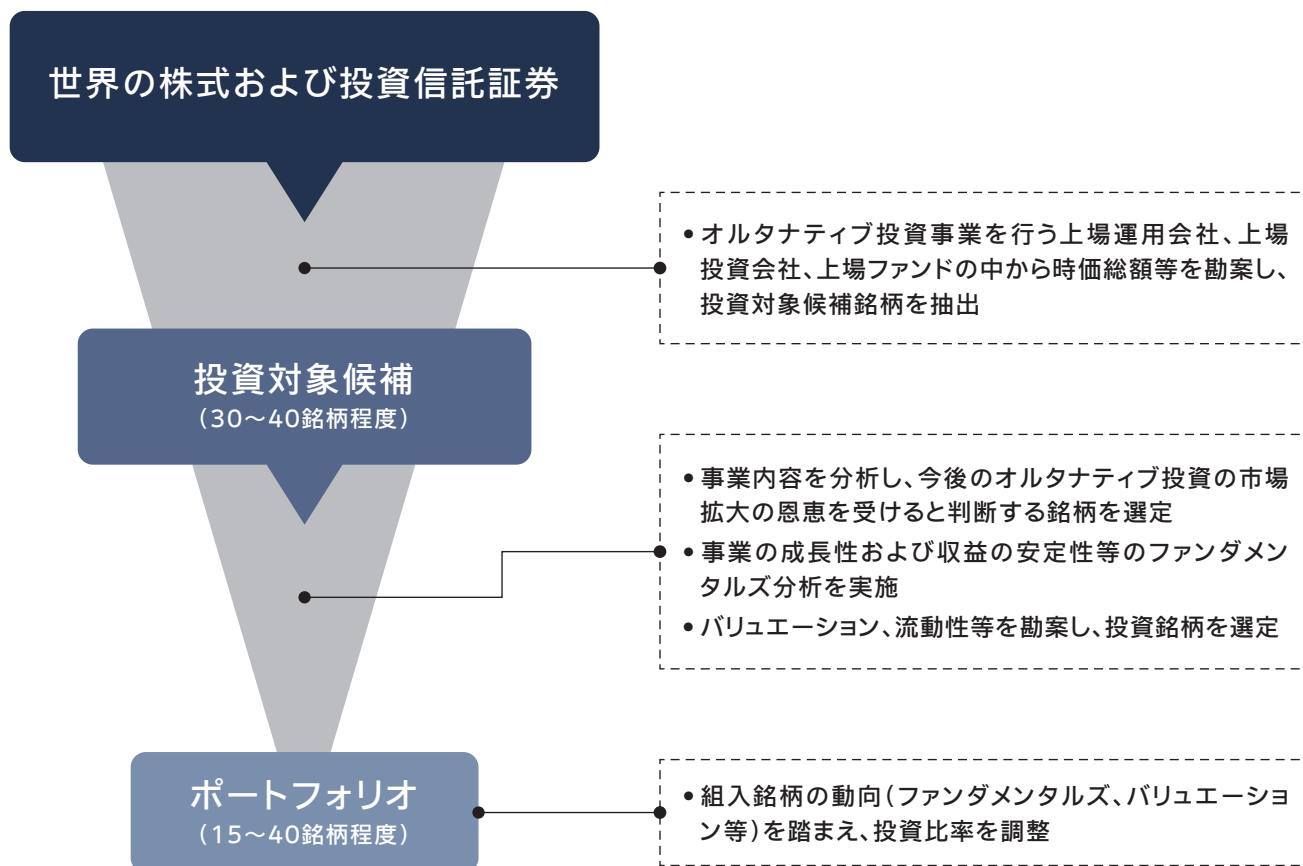 世界の株式および投資信託証券
• オルタナティブ投資事業を行う上場運用会社、上場
投資会社、上場ファンドの中から時価総額等を勘案し、
投資対象候補銘柄を抽出
投資対象候補
（30〜40銘柄程度）
• 事業内容を分析し、今後のオルタナティブ投資の市場
拡大の恩恵を受けると判断する銘柄を選定
• 事業の成長性および収益の安定性等のファンダメン
タルズ分析を実施
• バリュエーション、流動性等を勘案し、投資銘柄を選定
ポートフォリオ
（15〜40銘柄程度）
• 組入銘柄の動向（ファンダメンタルズ、バリュエーショ
ン等）を踏まえ、投資比率を調整